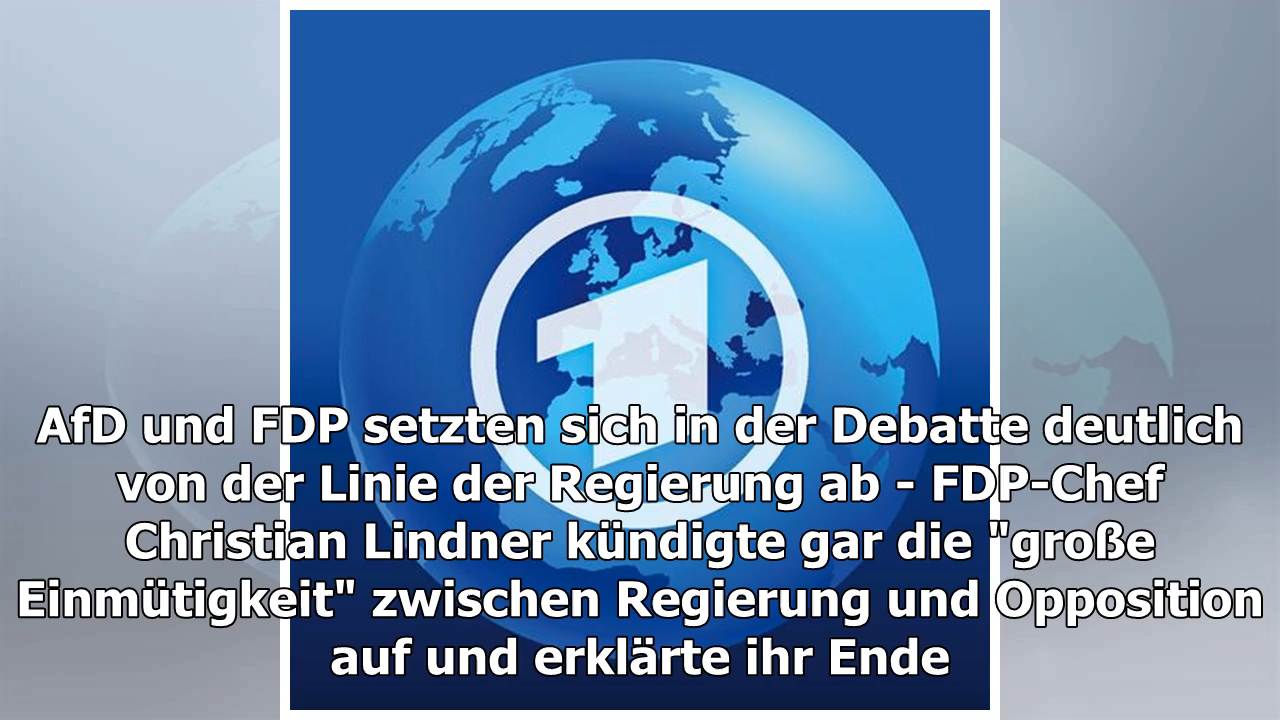 1
AfD und FDP setzten sich in der Debatte deutlich
von der Linie der Regierung ab - FDP-Chef
Christian Lindner kündigte gar die "große
Einmütigkeit" zwischen Regierung und Opposition
auf und erklärte ihr Ende